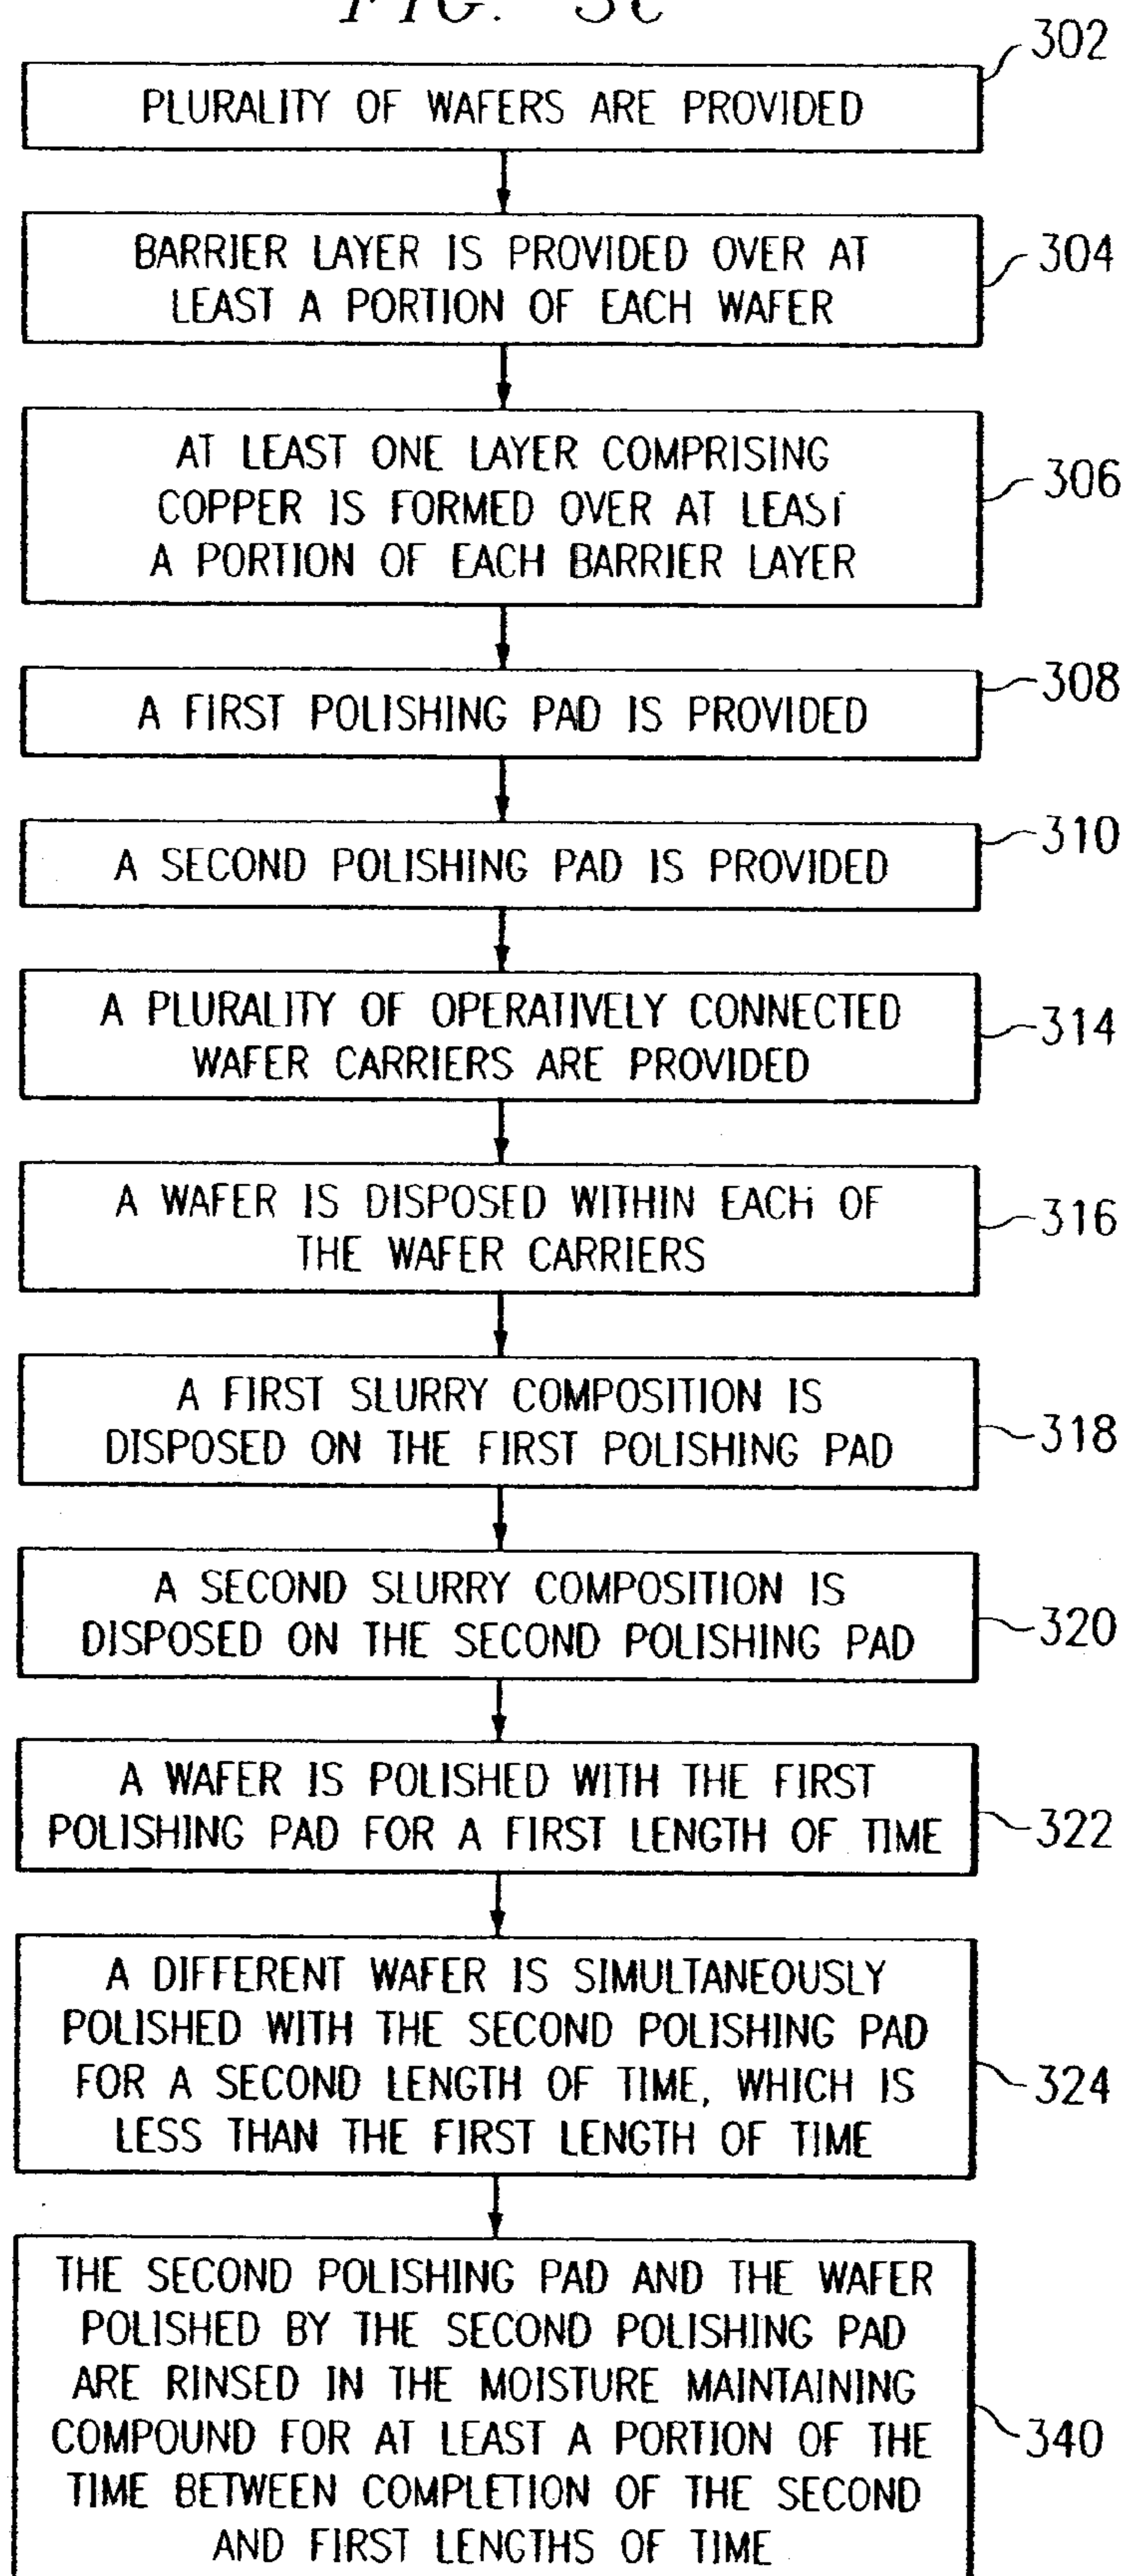 FIG. 3c
302
PLURALITY OF WAFERS ARE PROVIDED
BARRIER LAYER IS PROVIDED OVER AT
LEAST A PORTION OF EACH WAFER
304
AT LEAST ONE LAYER COMPRISING
COPPER IS FORMED OVER AT LEAST
A PORTION OF EACH BARRIER LAYER
306
A FIRST POLISHING PAD IS PROVIDED
308
A SECOND POLISHING PAD IS PROVIDED
310
A PLURALITY OF OPERATIVELY CONNECTED
WAFER CARRIERS ARE PROVIDED
314
A WAFER IS DISPOSED WITHIN EACH OF
THE WAFER CARRIERS
316
A FIRST SLURRY COMPOSITION IS
DISPOSED ON THE FIRST POLISHING PAD
318
A SECOND SLURRY COMPOSITION IS
DISPOSED ON THE SECOND POLISHING PAD
320
A WAFER IS POLISHED WITH THE FIRST
POLISHING PAD FOR A FIRST LENGTH OF TIME
322
A DIFFERENT WAFER IS SIMULTANEOUSLY
POLISHED WITH THE SECOND POLISHING PAD
FOR A SECOND LENGTH OF TIME, WHICH IS
LESS THAN THE FIRST LENGTH OF TIME
324
THE SECOND POLISHING PAD AND THE WAFER
POLISHED BY THE SECOND POLISHING PAD
ARE RINSED IN THE MOISTURE MAINTAINING
COMPOUND FOR AT LEAST A PORTION OF THE
TIME BETWEEN COMPLETION OF THE SECOND
AND FIRST LENGTHS OF TIME
340